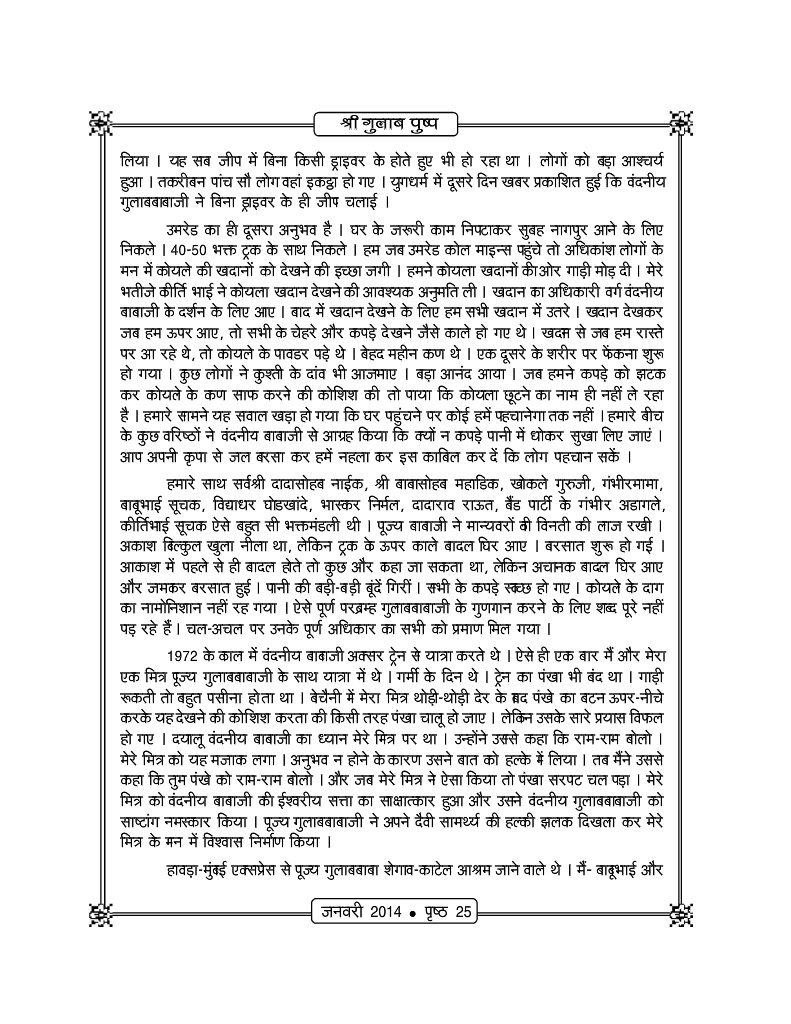 श्री गुलाब पुष्प
लिया । यह सब जीप में बिना किसी ड्राइवर के होते हुए भी हो रहा था । लोगों को बड़ा आश्चर्य
हुआ । तकरीबन पांच सौ लोग वहां इकट्ठा हो गए । युगधर्म में दूसरे दिन खबर प्रकाशित हुई कि वंदनीय
गुलाबबाबाजी ने बिना ड्राइवर के ही जीप चलाई ।
उमरेड का ही दूसरा अनुभव है । घर के जरूरी काम निपटाकर सुबह नागपुर आने के लिए
निकले । 40-50 भक्त ट्रक के साथ निकले । हम जब उमरेड कोल माइन्स पहुंचे तो अधिकांश लोगों के
मन में कोयले की खदानों को देखने की इच्छा जगी । हमने कोयला खदानों की ओर गाड़ी मोड़ दी । मेरे
भतीजे कीर्ति भाई ने कोयला खदान देखने की आवश्यक अनुमति ली । खदान का अधिकारी वर्ग वंदनीय
बाबाजी के दर्शन के लिए आए । बाद में खदान देखने के लिए हम सभी खदान में उतरे । खदान देखकर
जब हम ऊपर आए, तो सभी के चेहरे और कपड़े देखने जैसे काले हो गए थे । खदान से जब हम रास्ते
पर आ रहे थे, तो कोयले के पावडर पड़े थे । बेहद महीन कण थे । एक दूसरे के शरीर पर फेंकना शुरू
हो गया । कुछ लोगों ने कुश्ती के दांव भी आजमाए । बड़ा आनंद आया । जब हमने कपड़े को झटक
कर कोयले के कण साफ करने की कोशिश की तो पाया कि कोयला छूटने का नाम ही नहीं ले रहा
है । हमारे सामने यह सवाल खड़ा हो गया कि घर पहुंचने पर कोई हमें पहचानेगा तक नहीं । हमारे बीच
के कुछ वरिष्ठों ने वंदनीय बाबाजी से आग्रह किया कि क्यों न कपड़े पानी में धोकर सुखा लिए जाएं ।
आप अपनी कृपा से जल बरसा कर हमें नहला कर इस काबिल कर दें कि लोग पहचान सकें ।
हमारे साथ सर्वश्री दादासोहब नाईक, श्री बाबासोहब महाडिक, खोकले गुरुजी, गंभीरमामा,
बाबूभाई सूचक, विद्याधर घोडखांदे, भास्कर निर्मल, दादाराव राऊत, बैंड पार्टी के गंभीर अडागले,
कीर्तिभाई सूचक ऐसे बहुत सी भक्तमंडली थी । पूज्य बाबाजी ने मान्यवरों की विनती की लाज रखी ।
अकाश बिल्कुल खुला नीला था, लेकिन ट्रक के ऊपर काले बादल घिर आए । बरसात शुरू हो गई ।
आकाश में पहले से ही बादल होते तो कुछ और कहा जा सकता था, लेकिन अचानक बादल घिर आए
और जमकर बरसात हुई । पानी की बड़ी-बड़ी बूंदें गिरीं । सभी के कपड़े स्वच्छ हो गए । कोयले के दाग
का नामोनिशान नहीं रह गया । ऐसे पूर्ण परब्रम्ह गुलाबबाबाजी के गुणगान करने के लिए शब्द पूरे नहीं
पड़ रहे हैं । चल-अचल पर उनके पूर्ण अधिकार का सभी को प्रमाण मिल गया ।
1972 के काल में वंदनीय बाबाजी अक्सर ट्रेन से यात्रा करते थे । ऐसे ही एक बार मैं और मेरा
एक मित्र पूज्य गुलाबबाबाजी के साथ यात्रा में थे । गर्मी के दिन थे । ट्रेन का पंखा भी बंद था । गाड़ी
रूकती तो बहुत पसीना होता था । बेचैनी में मेरा मित्र थोड़ी-थोड़ी देर के बाद पंखे का बटन ऊपर-नीचे
करके यह देखने की कोशिश करता की किसी तरह पंखा चालू हो जाए । लेकिन उसके सारे प्रयास विफल
हो गए । दयालू वंदनीय बाबाजी का ध्यान मेरे मित्र पर था । उन्होंने उससे कहा कि राम-राम बोलो ।
मेरे मित्र को यह मजाक लगा । अनुभव न होने के कारण उसने बात को हल्के में लिया । तब मैंने उससे
कहा कि तुम पंखे को राम-राम बोलो । और जब मेरे मित्र ने ऐसा किया तो पंखा सरपट चल पड़ा । मेरे
मित्र को वंदनीय बाबाजी की ईश्वरीय सत्ता का साक्षात्कार हुआ और उसने वंदनीय गुलाबबाबाजी को
साष्टांग नमस्कार किया । पूज्य गुलाबबाबाजी ने अपने दैवी सामर्थ्य की हल्की झलक दिखला कर मेरे
मित्र के मन में विश्वास निर्माण किया ।
हावड़ा-मुंबई एक्सप्रेस से पूज्य गुलाबबाबा शेगाव-काटेल आश्रम जाने वाले थे । मैं- बाबूभाई और
जनवरी 2014 ● पृष्ठ 25